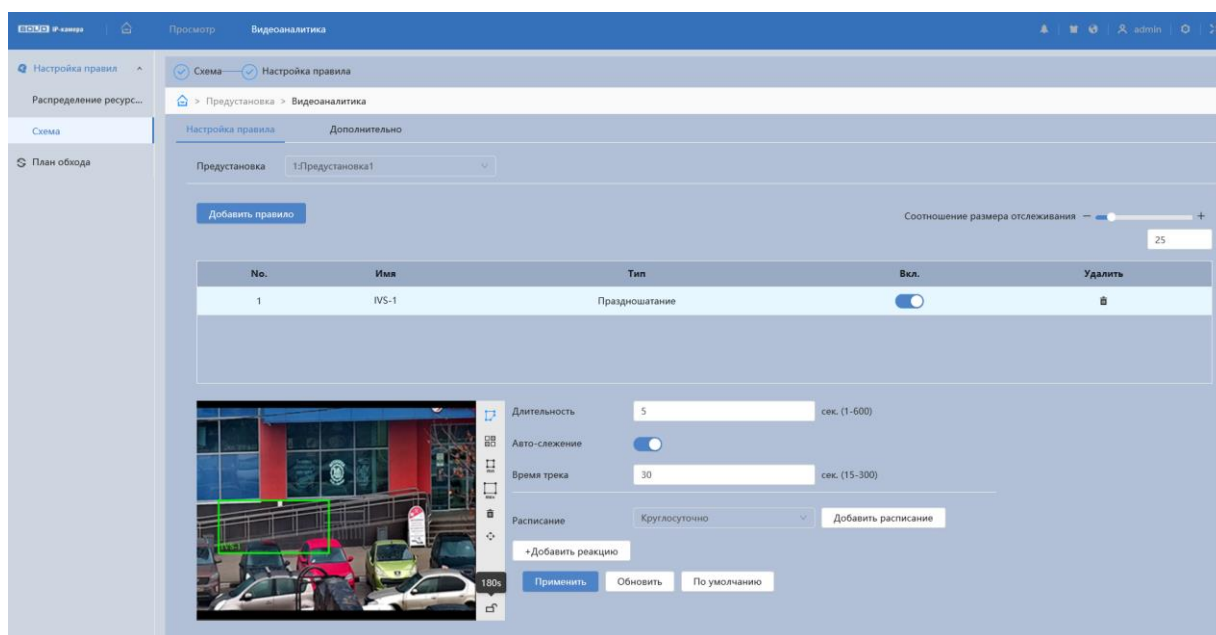 BOLID IP-камера Просмотр Видеоаналитика admin
Настройка правил
Распределение ресурс...
Схема
План обхода
Схема Настройка правила
> Предустановка > Видеоаналитика
Настройка правила Дополнительно
Предустановка 1:Предустановка1
Добавить правило
Соотношение размера отслеживания
25
No. Имя Тип Вкл. Удалить
1 IVS-1 Праздношатание
Длительность 5 сек. (1-600)
Авто-слежение
Время трека 30 сек. (15-300)
Расписание Круглосуточно Добавить расписание
+Добавить реакцию
180s
Применить Обновить По умолчанию